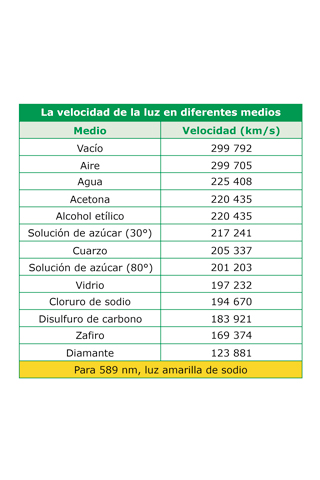 La velocidad de la luz en diferentes medios
Medio Velocidad (km/s)
Vacío 299 792
Aire 299 705
Agua 225 408
Acetona 220 435
Alcohol etílico 220 435
Solución de azúcar (30°) 217 241
Cuarzo 205 337
Solución de azúcar (80°) 201 203
Vidrio 197 232
Cloruro de sodio 194 670
Disulfuro de carbono 183 921
Zafiro 169 374
Diamante 123 881
Para 589 nm, luz amarilla de sodio